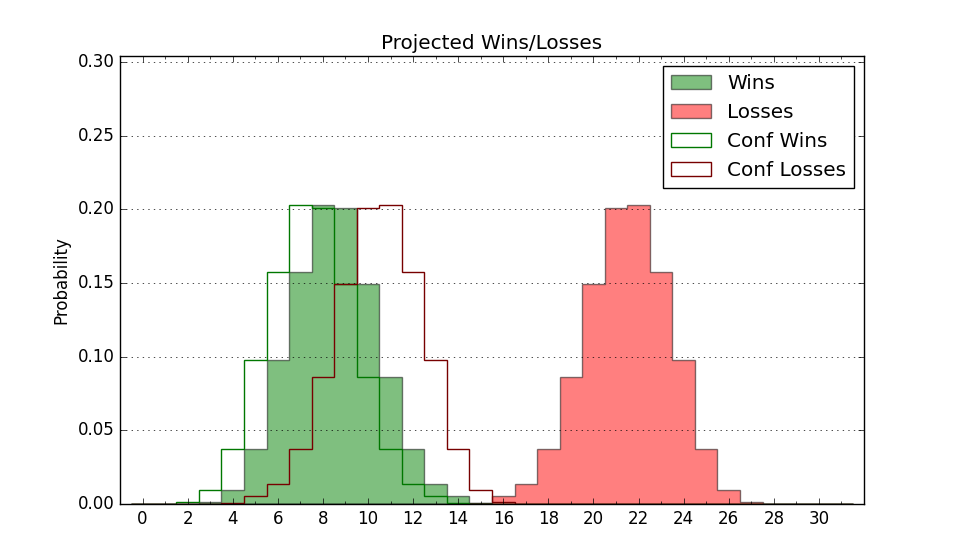 Projected Wins/Losses
0.30
0.25
0.20
0.15
0.10
0.05
0.00
Probability
Wins
Losses
Conf Wins
Conf Losses
0 2 4 6 8 10 12 14 16 18 20 22 24 26 28 30